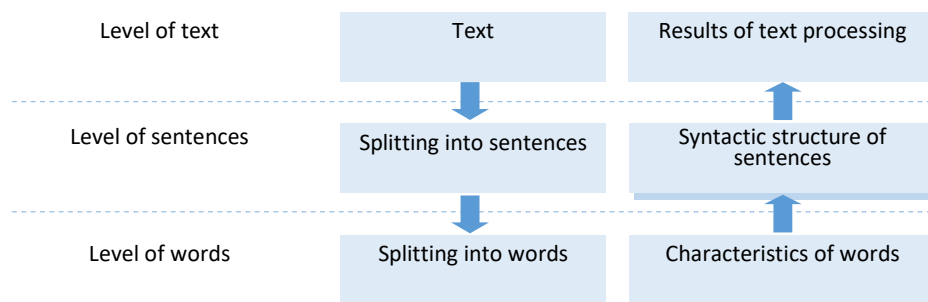 Level of text
Text
Results of text processing
Level of sentences
Splitting into sentences
Syntactic structure of
sentences
Level of words
Splitting into words
Characteristics of words